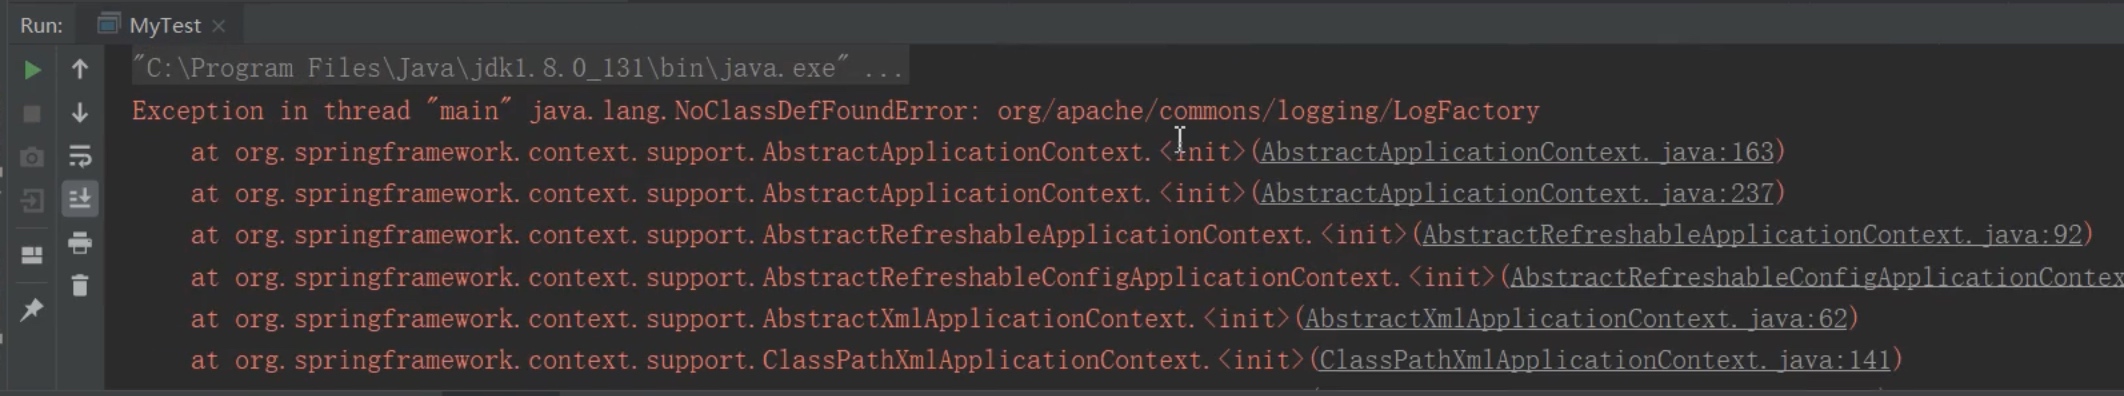 Run: MyTest
"C:\Program Files\Java\jdk1.8.0_131\bin\java.exe" ...
Exception in thread "main" java.lang.NoClassDefFoundError: org/apache/commons/logging/LogFactory
at org.springframework.context.support.AbstractApplicationContext.<init>(AbstractApplicationContext.java:163)
at org.springframework.context.support.AbstractApplicationContext.<init>(AbstractApplicationContext.java:237)
at org.springframework.context.support.AbstractRefreshableApplicationContext.<init>(AbstractRefreshableApplicationContext.java:92)
at org.springframework.context.support.AbstractRefreshableConfigApplicationContext.<init>(AbstractRefreshableConfigApplicationContex
at org.springframework.context.support.AbstractXmlApplicationContext.<init>(AbstractXmlApplicationContext.java:62)
at org.springframework.context.support.ClassPathXmlApplicationContext.<init>(ClassPathXmlApplicationContext.java:141)